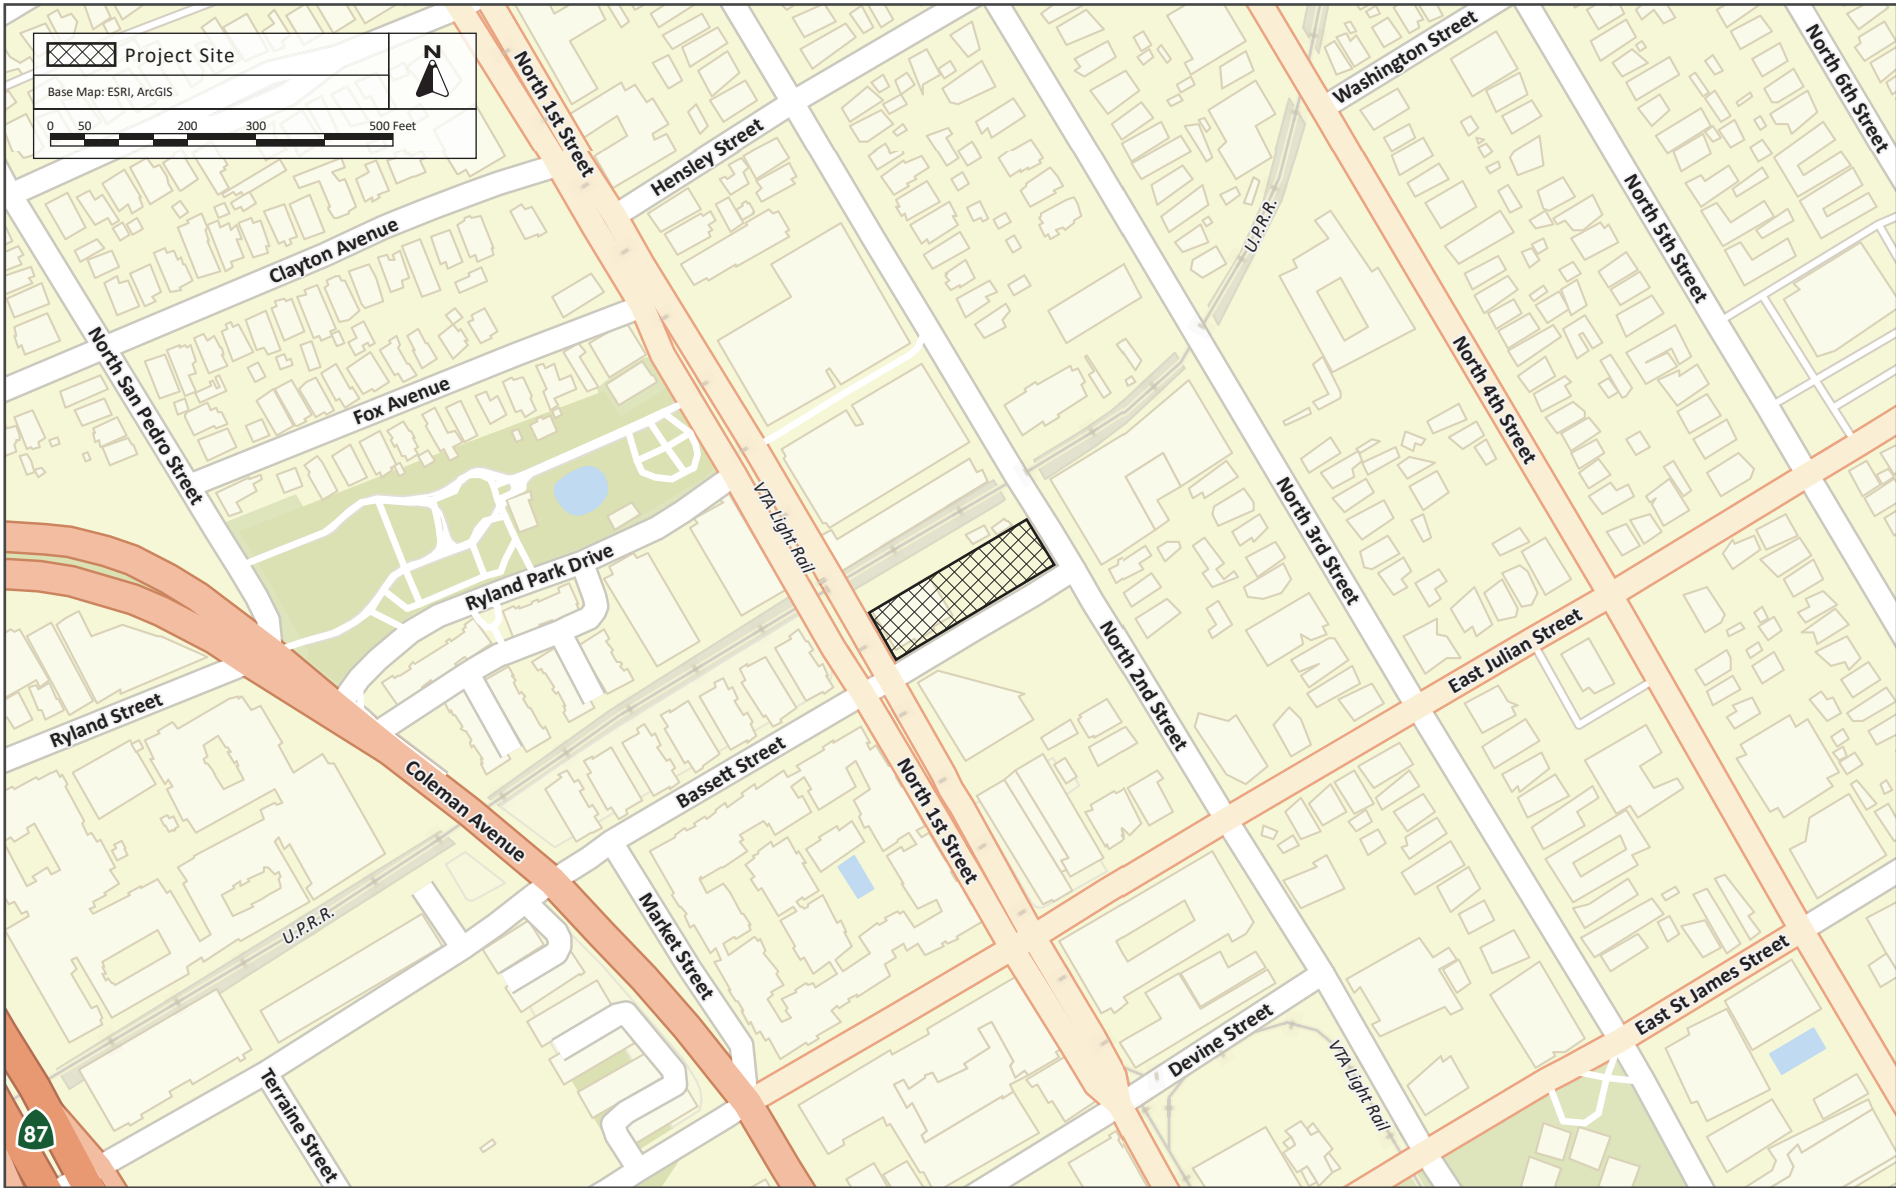 Project Site
N
Base Map: ESRI, ArcGIS
0 50 200 300 500 Feet
North 1st Street
Washington Street
North 6th Street
Hensley Street
Clayton Avenue
U.P.R.R.
North 5th Street
North San Pedro Street
Fox Avenue
North 4th Street
VTA Light Rail
North 3rd Street
Ryland Park Drive
East Julian Street
North 2nd Street
Ryland Street
Bassett Street
Coleman Avenue
North 1st Street
Market Street
U.P.R.R.
East St James Street
Devine Street
VTA Light Rail
Terraine Street
87